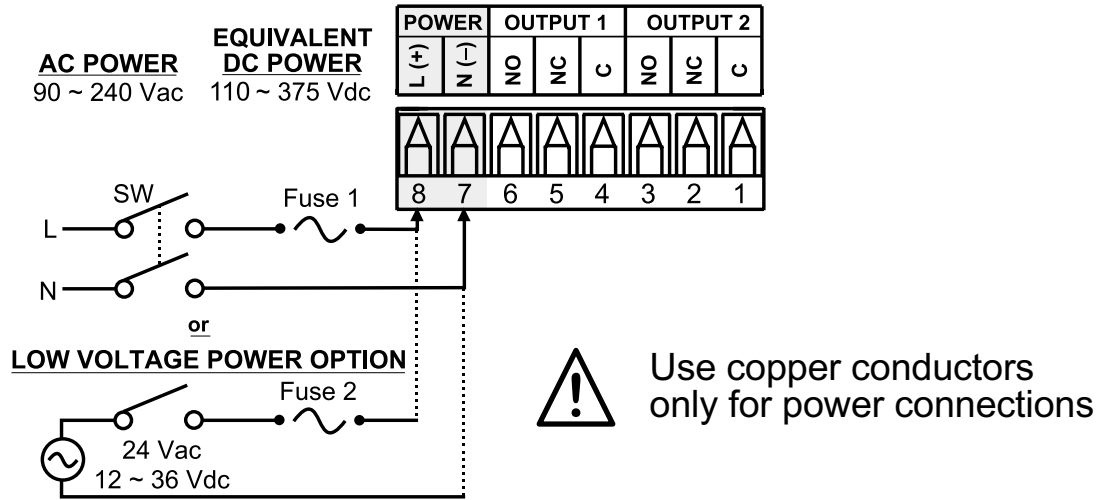 POWER OUTPUT 1 OUTPUT 2
L (+) N (–) NO NC C NO NC C
AC POWER
90 ~ 240 Vac
EQUIVALENT
DC POWER
110 ~ 375 Vdc
8 7 6 5 4 3 2 1
SW
Fuse 1
L
N
or
LOW VOLTAGE POWER OPTION
Fuse 2
24 Vac
12 ~ 36 Vdc
Use copper conductors
only for power connections